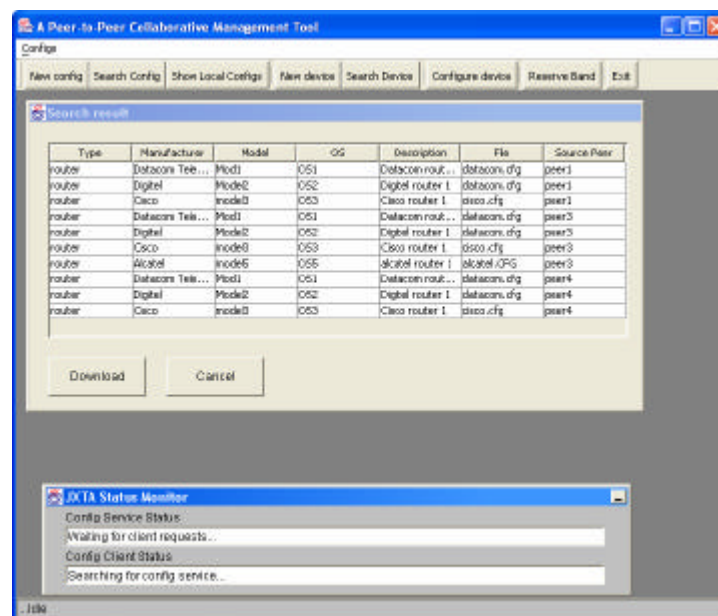 A Peer-to-Peer Collaborative Management Tool
Configs
New config Search Config Show Local Configs New device Search Device Configure device Reserve Band Exit
Search result
Type Manufacturer Model OS Description File Source Peer
router Datacom Tele... Mod1 OS1 Datacom rout... datacom.cfg peer1
router Digitel Model2 OS2 Digitel router 1 datacom.cfg peer1
router Cisco model3 OS3 Cisco router 1 cisco.cfg peer1
router Datacom Tele... Mod1 OS1 Datacom rout... datacom.cfg peer3
router Digitel Model2 OS2 Digitel router 1 datacom.cfg peer3
router Cisco model3 OS3 Cisco router 1 cisco.cfg peer3
router Alcatel model5 OS5 alcatel router 1 alcatel.CFG peer3
router Datacom Tele... Mod1 OS1 Datacom rout... datacom.cfg peer4
router Digitel Model2 OS2 Digitel router 1 datacom.cfg peer4
router Cisco model3 OS3 Cisco router 1 cisco.cfg peer4
Download Cancel
JXTA Status Monitor
Config Service Status
Waiting for client requests...
Config Client Status
Searching for config service...
..Idle